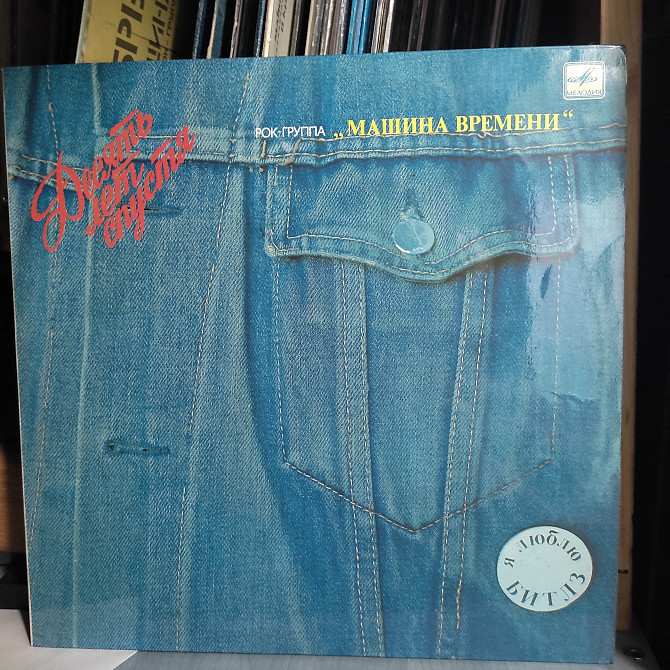 МЕЛОДИЯ
РОК-ГРУППА „МАШИНА ВРЕМЕНИ“
Десять
лет
спустя
Я ЛЮБЛЮ
БИТЛЗ